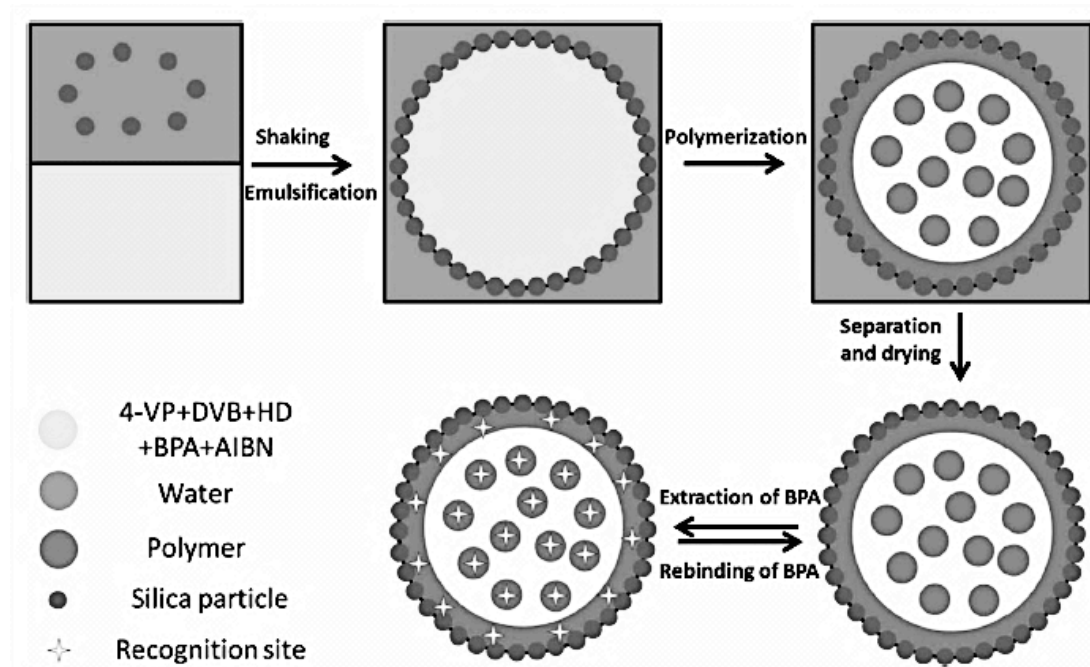 Shaking
Emulsification
Polymerization
Separation
and drying
Extraction of BPA
Rebinding of BPA
4-VP+DVB+HD
+BPA+AIBN
Water
Polymer
Silica particle
Recognition site